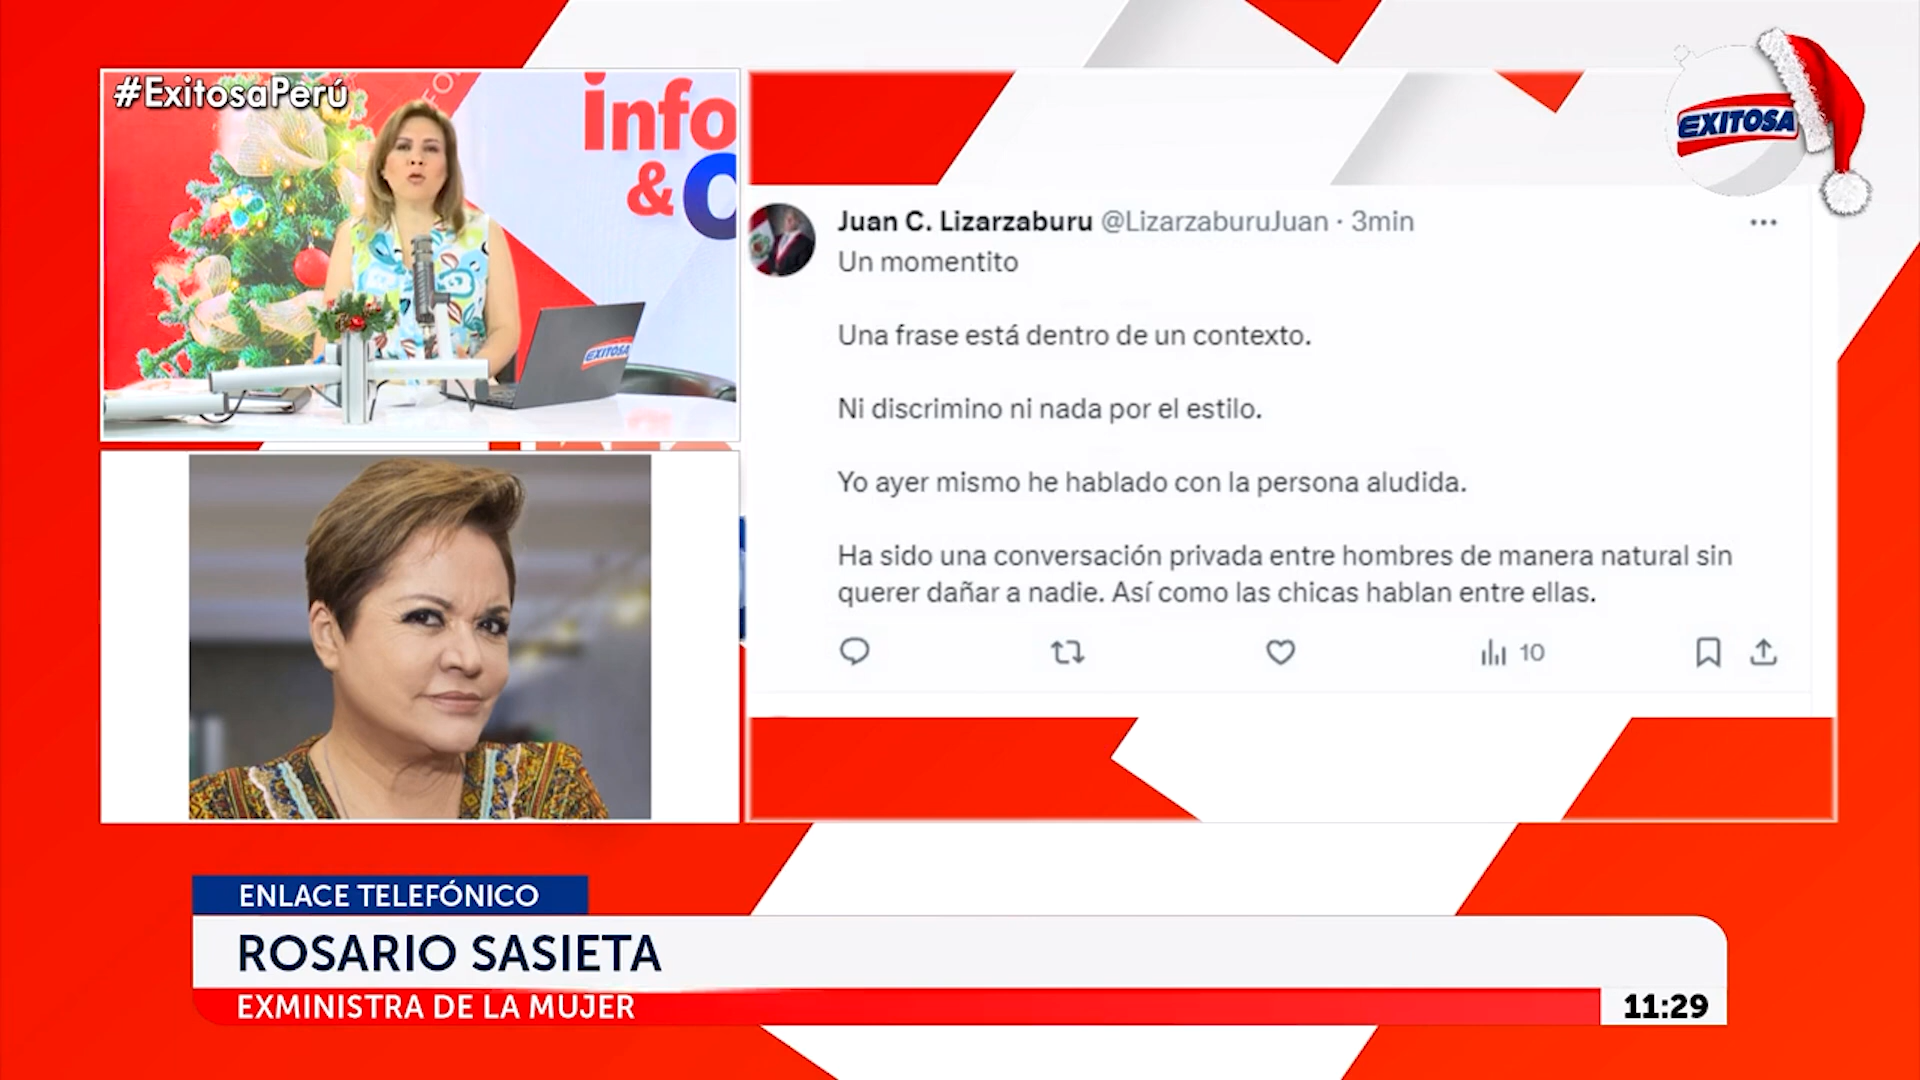 #ExitosaPerú
info
&
EXITOSA
EXITOSA
Juan C. Lizarzaburu @LizarzaburuJuan · 3min
Un momentito
Una frase está dentro de un contexto.
Ni discrimino ni nada por el estilo.
Yo ayer mismo he hablado con la persona aludida.
Ha sido una conversación privada entre hombres de manera natural sin
querer dañar a nadie. Así como las chicas hablan entre ellas.
10
ENLACE TELEFÓNICO
ROSARIO SASIETA
EXMINISTRA DE LA MUJER
11:29